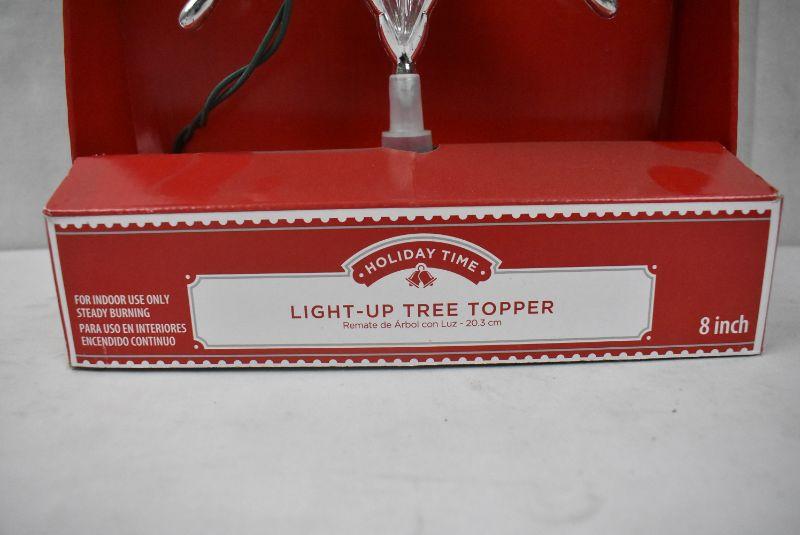 HOLIDAY TIME
FOR INDOOR USE ONLY
STEADY BURNING
PARA USO EN INTERIORES
ENCENDIDO CONTINUO
LIGHT-UP TREE TOPPER
Remate de Árbol con Luz - 20.3 cm
8 inch